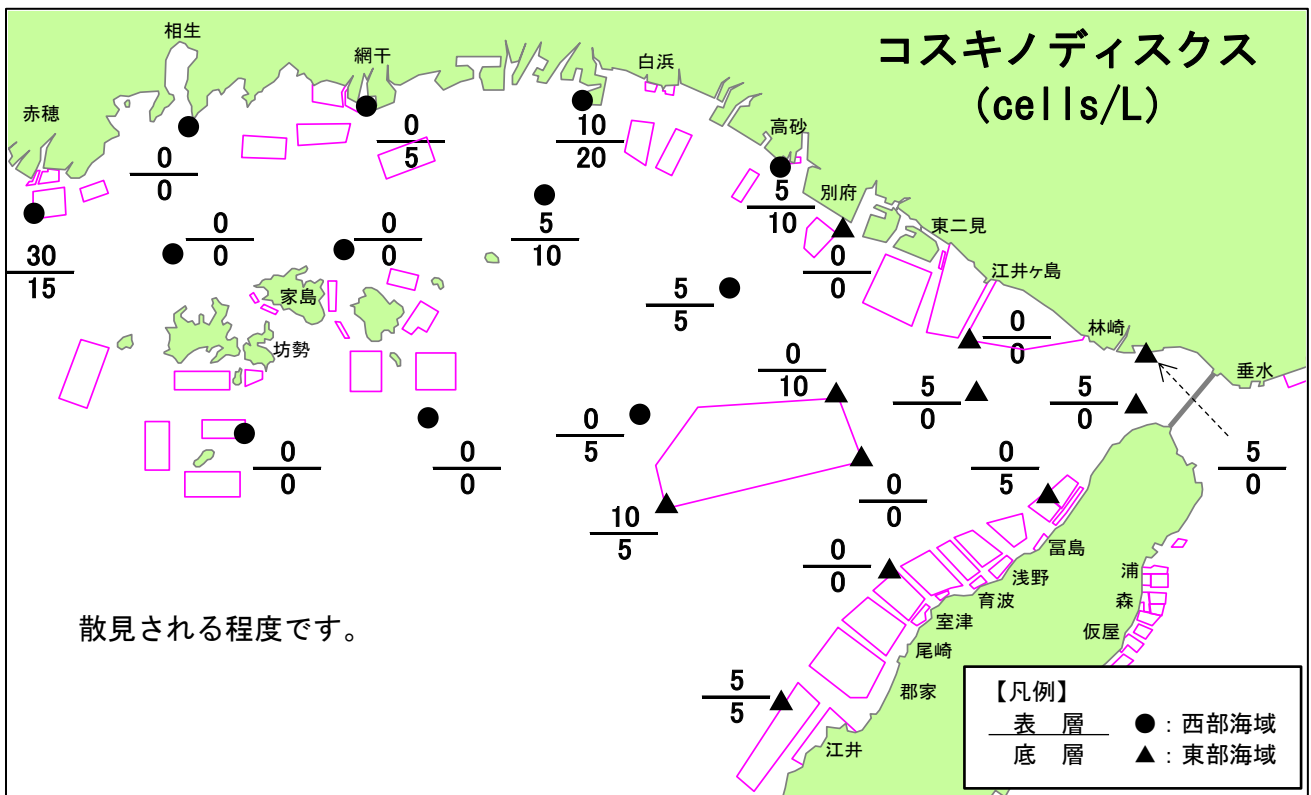 コスキノディスクス
(cells/L)
相生
網干
白浜
赤穂
高砂
別府
東二見
江井ヶ島
林崎
垂水
家島
坊勢
0
0
0
5
10
20
5
10
30
15
0
0
0
0
5
10
0
0
5
5
0
0
0
10
5
0
5
0
5
0
0
5
0
5
0
0
0
0
0
0
10
5
0
0
5
5
冨島
浅野
育波
室津
尾崎
郡家
江井
浦
森
仮屋
散見される程度です。
【凡例】
表 層 ●：西部海域
底 層 ▲：東部海域